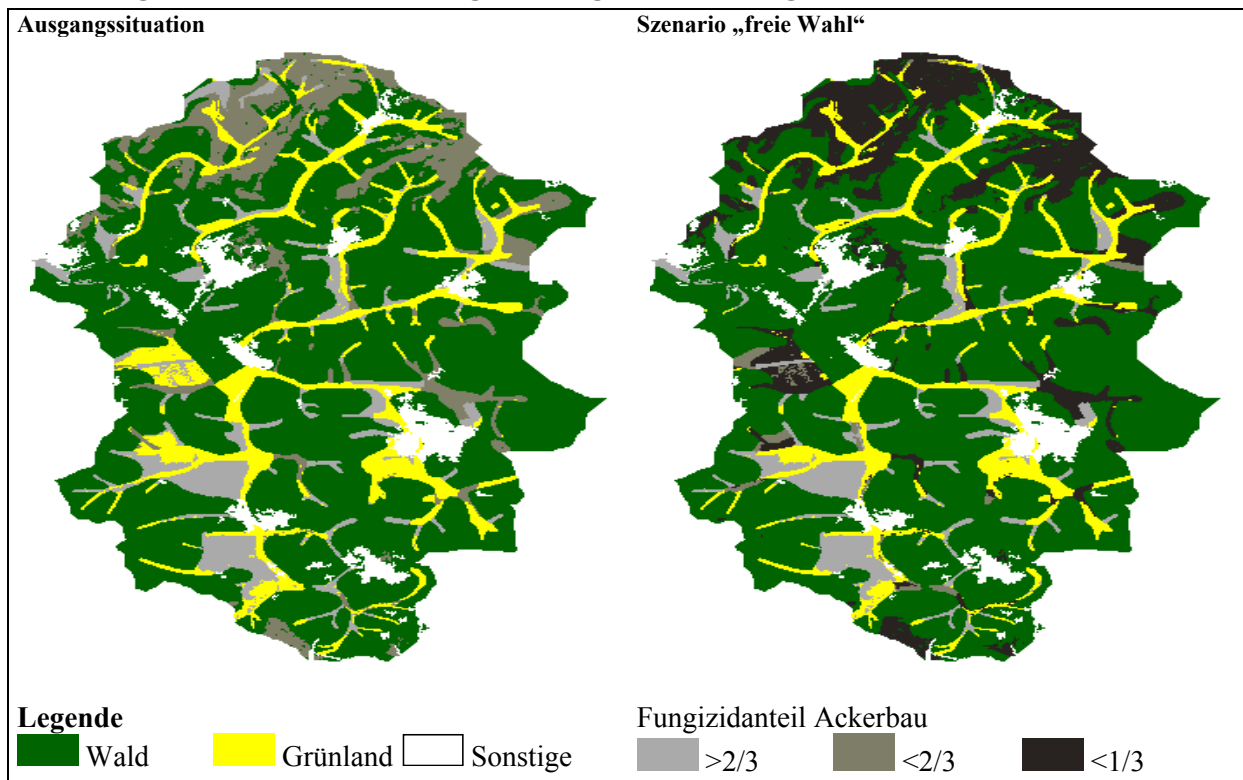 Ausgangssituation
Szenario „freie Wahl“
Legende
Wald
Grünland
Sonstige
Fungizidanteil Ackerbau
>2/3
<2/3
<1/3